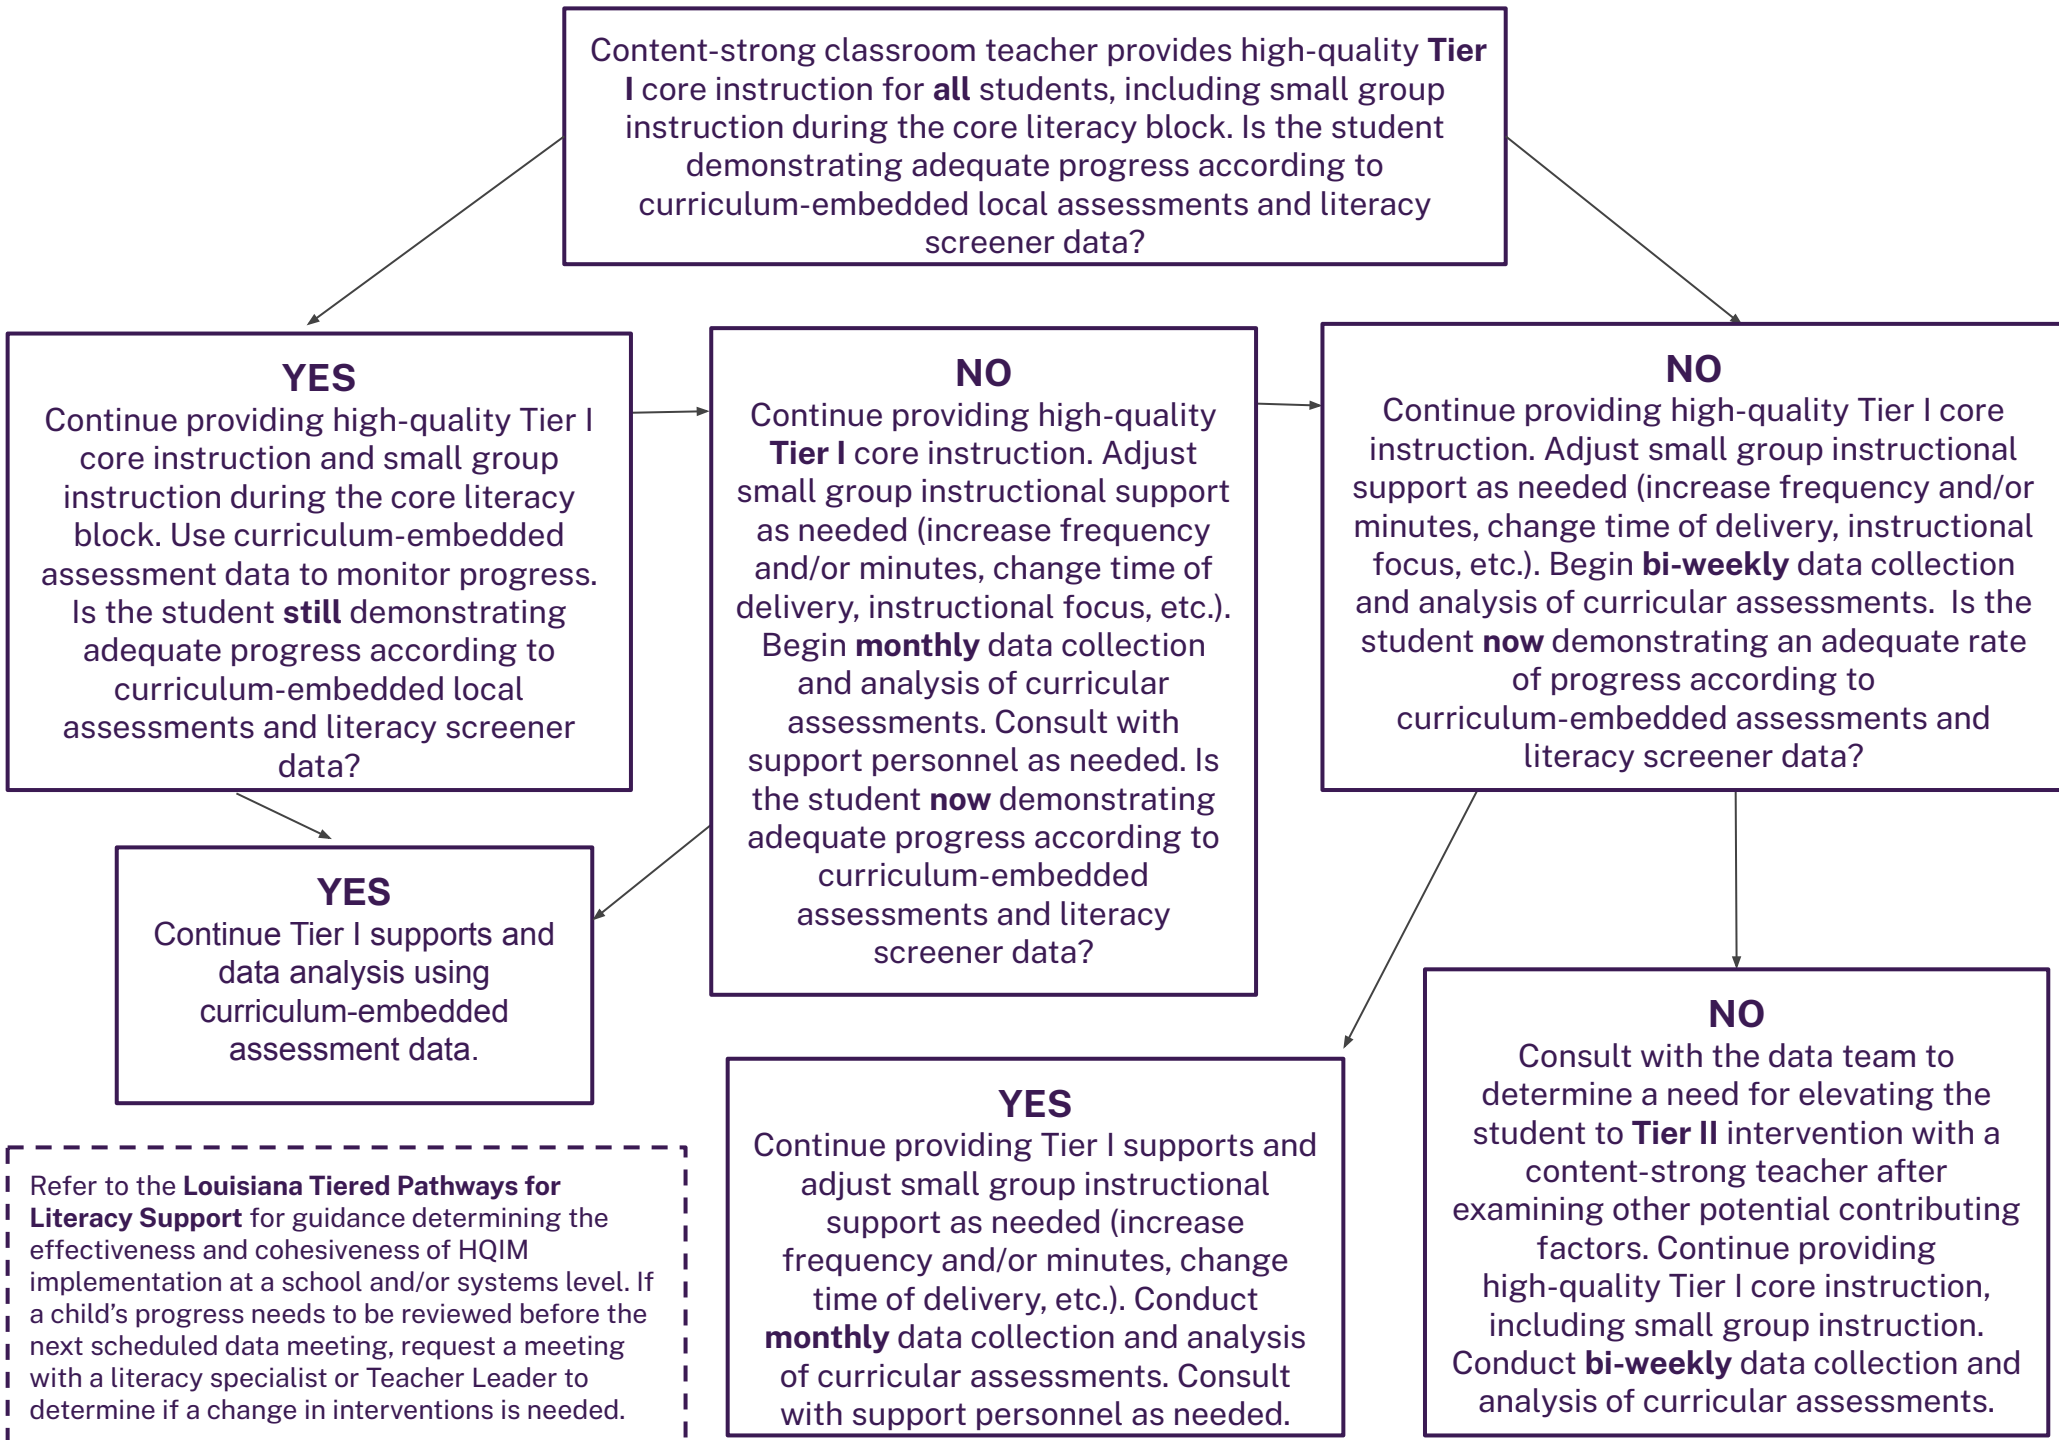 Content-strong classroom teacher provides high-quality Tier
I core instruction for all students, including small group
instruction during the core literacy block. Is the student
demonstrating adequate progress according to
curriculum-embedded local assessments and literacy
screener data?
YES
Continue providing high-quality Tier I
core instruction and small group
instruction during the core literacy
block. Use curriculum-embedded
assessment data to monitor progress.
Is the student still demonstrating
adequate progress according to
curriculum-embedded local
assessments and literacy screener
data?
NO
Continue providing high-quality
Tier I core instruction. Adjust
small group instructional support
as needed (increase frequency
and/or minutes, change time of
delivery, instructional focus, etc.).
Begin monthly data collection
and analysis of curricular
assessments. Consult with
support personnel as needed. Is
the student now demonstrating
adequate progress according to
curriculum-embedded
assessments and literacy
screener data?
NO
Continue providing high-quality Tier I core
instruction. Adjust small group instructional
support as needed (increase frequency and/or
minutes, change time of delivery, instructional
focus, etc.). Begin bi-weekly data collection
and analysis of curricular assessments.  Is the
student now demonstrating an adequate rate
of progress according to
curriculum-embedded assessments and
literacy screener data?
YES
Continue Tier I supports and
data analysis using
curriculum-embedded
assessment data.
YES
Continue providing Tier I supports and
adjust small group instructional
support as needed (increase
frequency and/or minutes, change
time of delivery, etc.). Conduct
monthly data collection and analysis
of curricular assessments. Consult
with support personnel as needed.
NO
Consult with the data team to
determine a need for elevating the
student to Tier II intervention with a
content-strong teacher after
examining other potential contributing
factors. Continue providing
high-quality Tier I core instruction,
including small group instruction.
Conduct bi-weekly data collection and
analysis of curricular assessments.
Refer to the Louisiana Tiered Pathways for
Literacy Support for guidance determining the
effectiveness and cohesiveness of HQIM
implementation at a school and/or systems level. If
a child’s progress needs to be reviewed before the
next scheduled data meeting, request a meeting
with a literacy specialist or Teacher Leader to
determine if a change in interventions is needed.